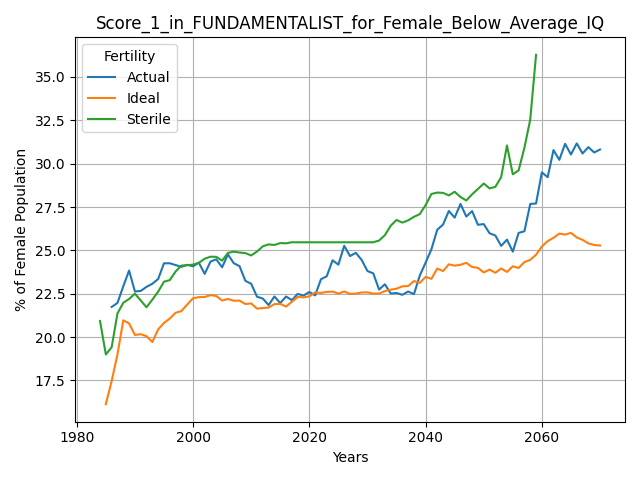 Score_1_in_FUNDAMENTALIST_for_Female_Below_Average_IQ
Fertility
Actual
Ideal
Sterile
% of Female Population
35.0
32.5
30.0
27.5
25.0
22.5
20.0
17.5
1980 2000 2020 2040 2060
Years